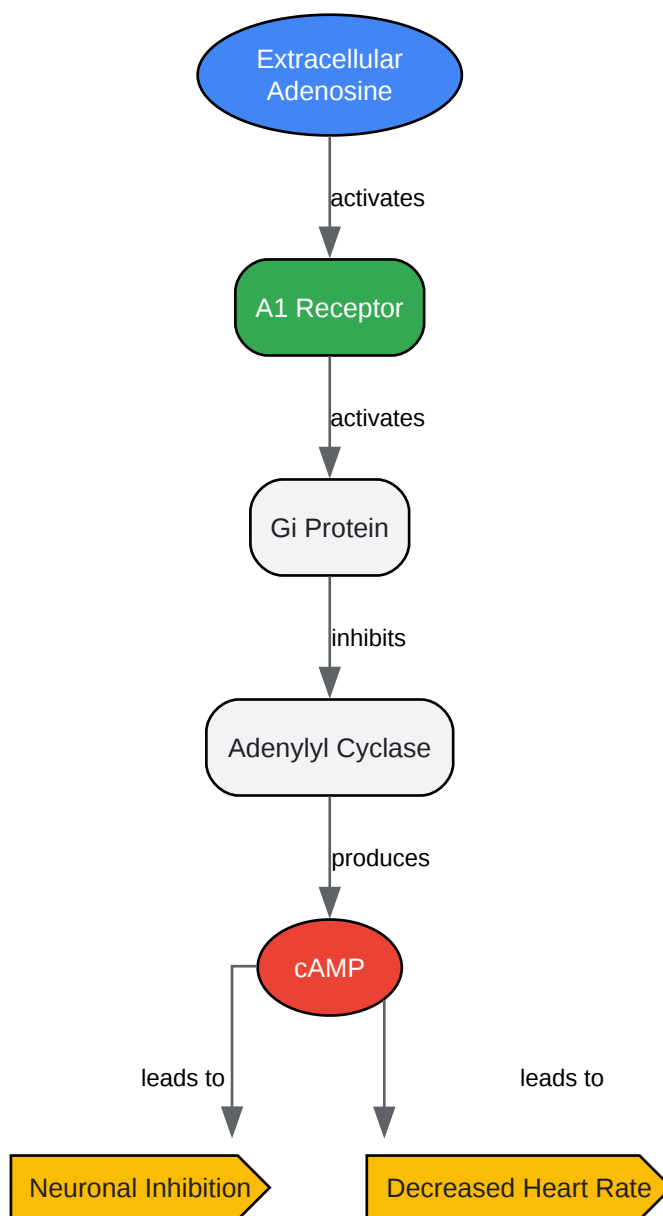 Extracellular
Adenosine
activates
A1 Receptor
activates
Gi Protein
inhibits
Adenylyl Cyclase
produces
cAMP
leads to
leads to
Neuronal Inhibition
Decreased Heart Rate